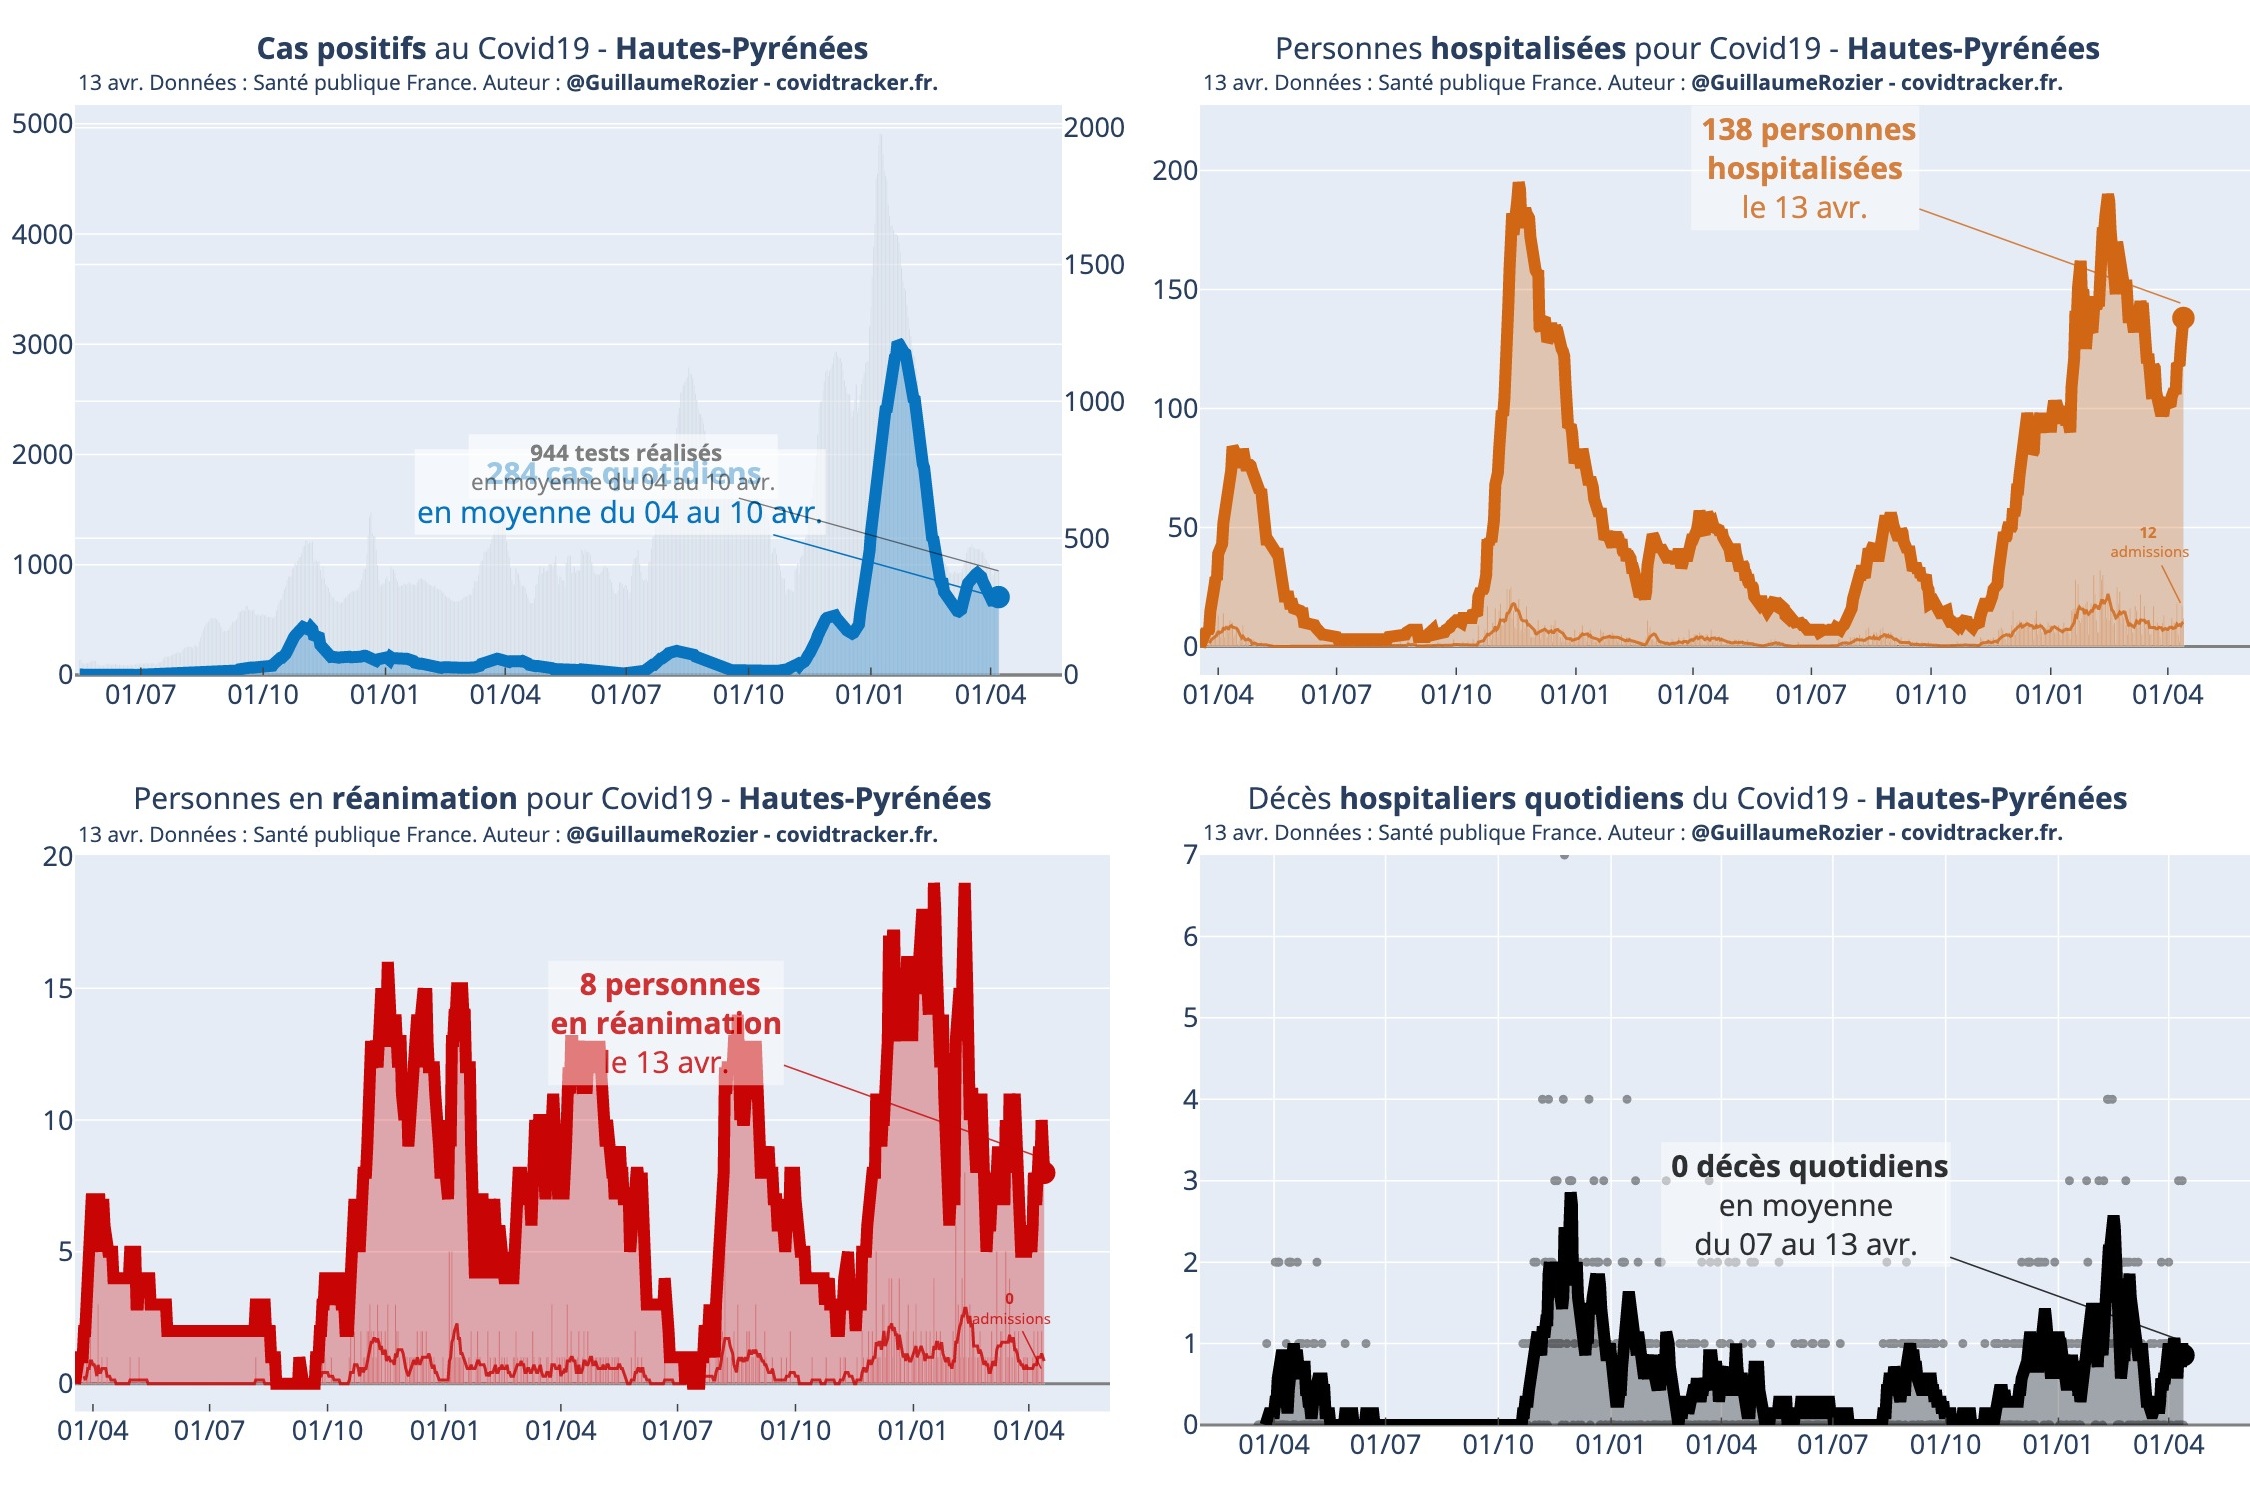 Cas positifs au Covid19 - Hautes-Pyrénées
13 avr. Données : Santé publique France. Auteur : @GuillaumeRozier - covidtracker.fr.
5000
4000
3000
2000
1000
0
2000
1500
1000
500
0
944 tests réalisés
en moyenne du 04 au 10 avr.
284 cas quotidiens
en moyenne du 04 au 10 avr.
01/07 01/10 01/01 01/04 01/07 01/10 01/01 01/04
Personnes hospitalisées pour Covid19 - Hautes-Pyrénées
13 avr. Données : Santé publique France. Auteur : @GuillaumeRozier - covidtracker.fr.
200
150
100
50
0
138 personnes
hospitalisées
le 13 avr.
12
admissions
01/04 01/07 01/10 01/01 01/04 01/07 01/10 01/01 01/04
Personnes en réanimation pour Covid19 - Hautes-Pyrénées
13 avr. Données : Santé publique France. Auteur : @GuillaumeRozier - covidtracker.fr.
20
15
10
5
0
8 personnes
en réanimation
le 13 avr.
0
admissions
01/04 01/07 01/10 01/01 01/04 01/07 01/10 01/01 01/04
Décès hospitaliers quotidiens du Covid19 - Hautes-Pyrénées
13 avr. Données : Santé publique France. Auteur : @GuillaumeRozier - covidtracker.fr.
7
6
5
4
3
2
1
0
0 décès quotidiens
en moyenne
du 07 au 13 avr.
01/04 01/07 01/10 01/01 01/04 01/07 01/10 01/01 01/04